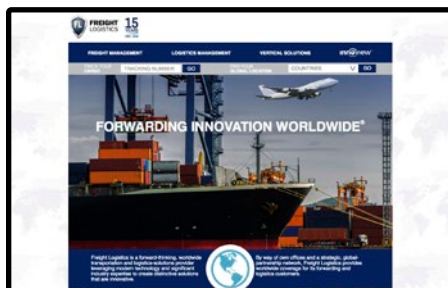 FREIGHT
LOGISTICS
15
YEARS
FREIGHT MANAGEMENT
LOGISTICS MANAGEMENT
VERTICAL SOLUTIONS
TRACKING NUMBER
GO
GLOBAL LOCATION
COUNTRIES
GO
FORWARDING INNOVATION WORLDWIDE®
Freight Logistics is a forward-thinking, worldwide
transportation and logistics-solutions provider
leveraging modern technology and significant
industry expertise to create distinctive solutions
that are innovative.
By way of own offices and a strategic, global-
partnership network, Freight Logistics provides
worldwide coverage for its forwarding and
logistics customers.